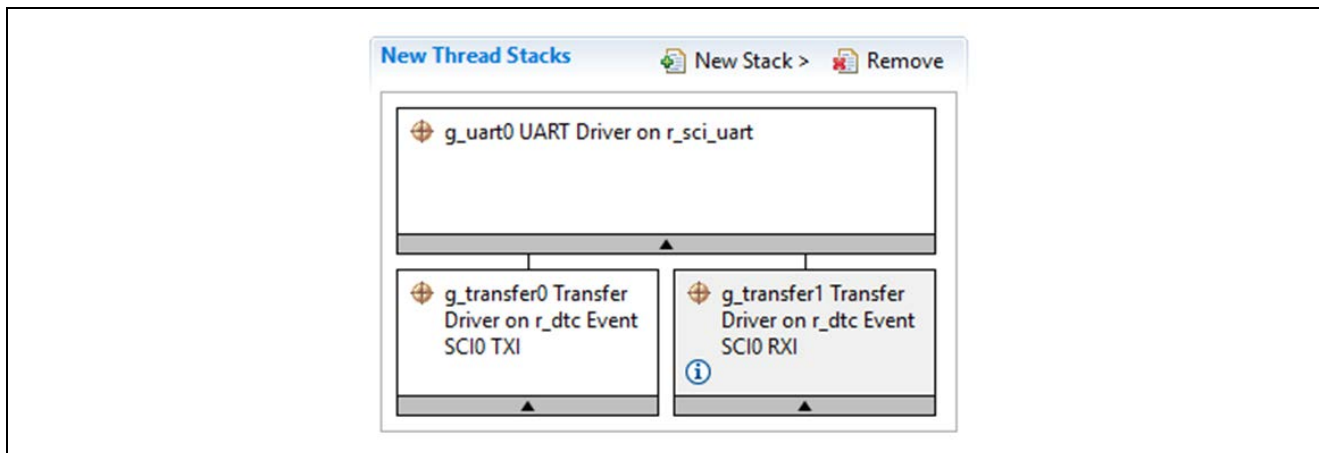 New Thread Stacks New Stack > Remove
g_uart0 UART Driver on r_sci_uart
g_transfer0 Transfer
Driver on r_dtc Event
SCI0 TXI
g_transfer1 Transfer
Driver on r_dtc Event
SCI0 RXI